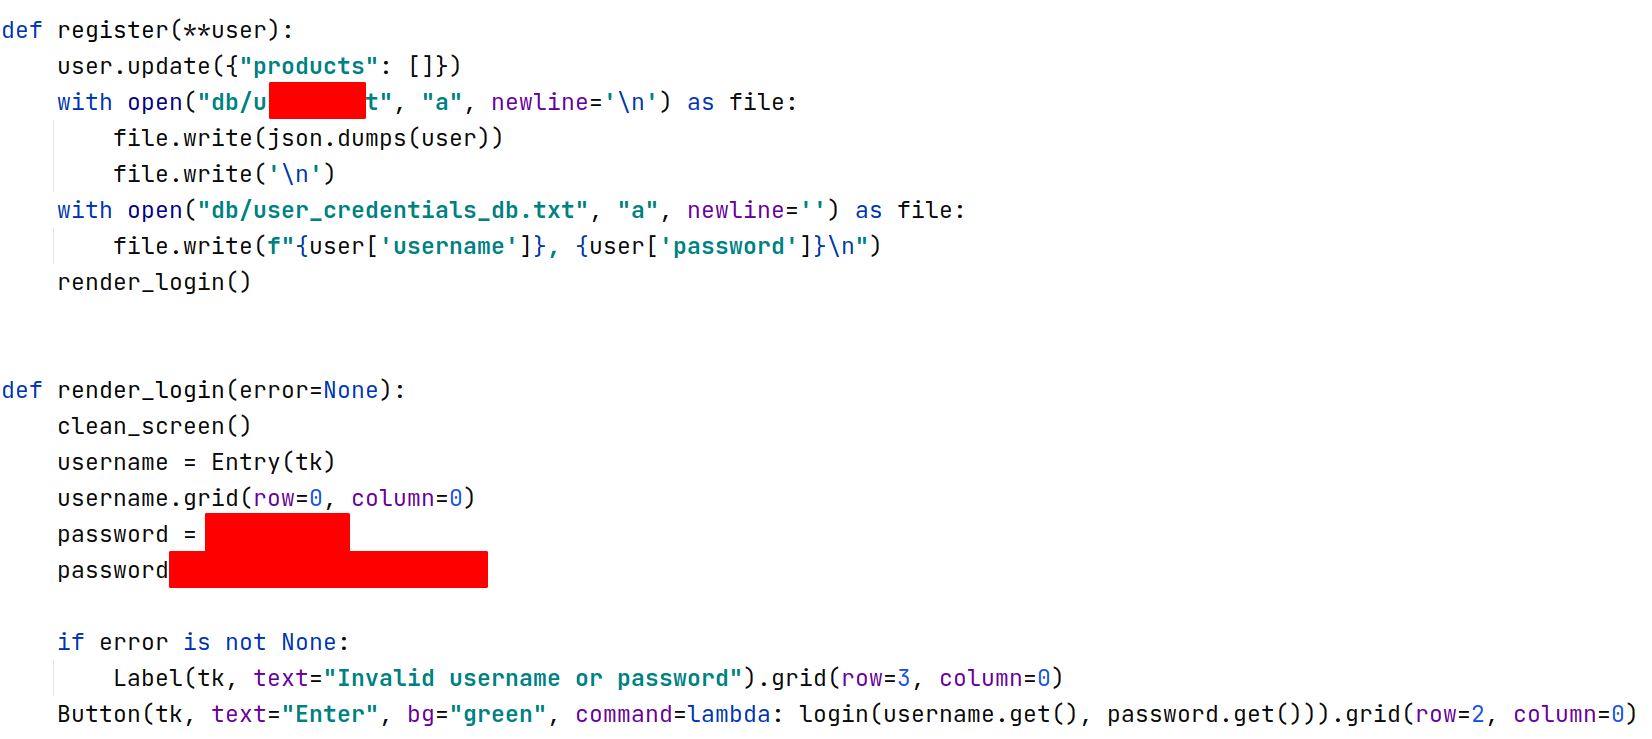 def register(**user):
    user.update({"products": []})
    with open("db/u t", "a", newline='\n') as file:
        file.write(json.dumps(user))
        file.write('\n')
    with open("db/user_credentials_db.txt", "a", newline='') as file:
        file.write(f"{user['username']}, {user['password']}\n")
    render_login()
def render_login(error=None):
    clean_screen()
    username = Entry(tk)
    username.grid(row=0, column=0)
    password =
    password
    if error is not None:
        Label(tk, text="Invalid username or password").grid(row=3, column=0)
    Button(tk, text="Enter", bg="green", command=lambda: login(username.get(), password.get())).grid(row=2, column=0)